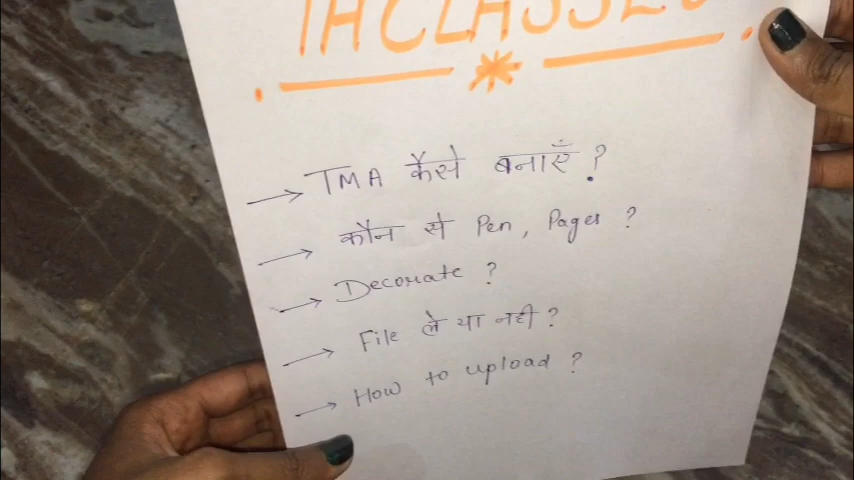 TMA कैसे बनाएँ ?
कौन से Pen, Pages ?
Decorate ?
File ले या नही ?
How to upload ?